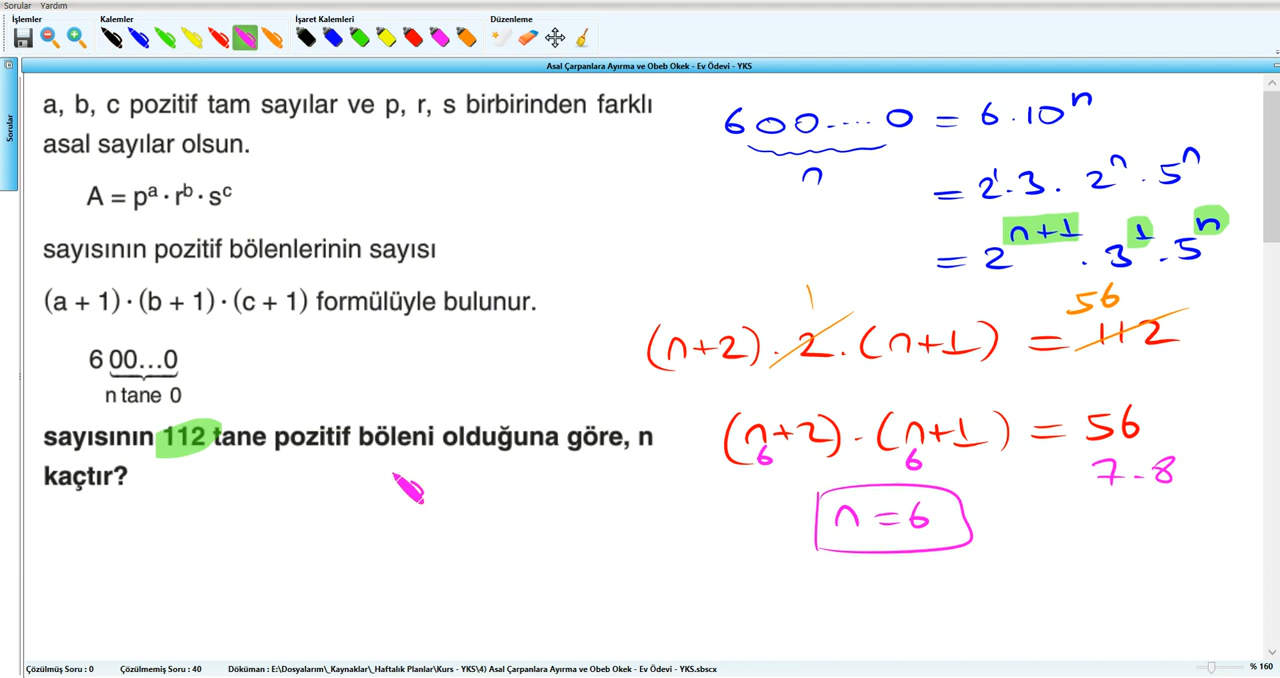 Sorular Yardım
İşlemler Kalemler İşaret Kalemleri Düzenleme
Asal Çarpanlara Ayırma ve Obeb Okek - Ev Ödevi - YKS
Sorular
a, b, c pozitif tam sayılar ve p, r, s birbirinden farklı
asal sayılar olsun.
A = pᵃ · rᵇ · sᶜ
sayısının pozitif bölenlerinin sayısı
(a + 1) · (b + 1) · (c + 1) formülüyle bulunur.
6 00...0
n tane 0
sayısının 112 tane pozitif böleni olduğuna göre, n
kaçtır?
600....0 = 6.10ⁿ
n
= 2¹.3.2ⁿ.5ⁿ
= 2ⁿ⁺¹.3¹.5ⁿ
1 56
(n+2).2.(n+1) = 112
(n+2).(n+1) = 56
6 6 7.8
n = 6
Çözülmüş Soru : 0 Çözülmemiş Soru : 40 Döküman : E:\Dosyalarım\_Kaynaklar\_Haftalık Planlar\Kurs - YKS\4) Asal Çarpanlara Ayırma ve Obeb Okek - Ev Ödevi - YKS.sbscx % 160